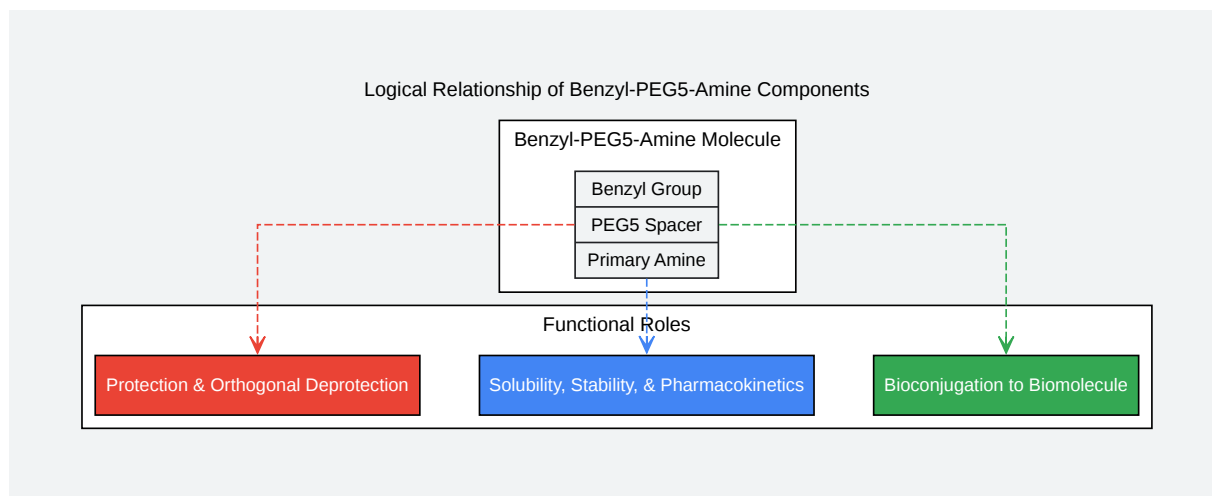 Logical Relationship of Benzyl-PEG5-Amine Components
Benzyl-PEG5-Amine Molecule
Benzyl Group
PEG5 Spacer
Primary Amine
Functional Roles
Protection & Orthogonal Deprotection
Solubility, Stability, & Pharmacokinetics
Bioconjugation to Biomolecule